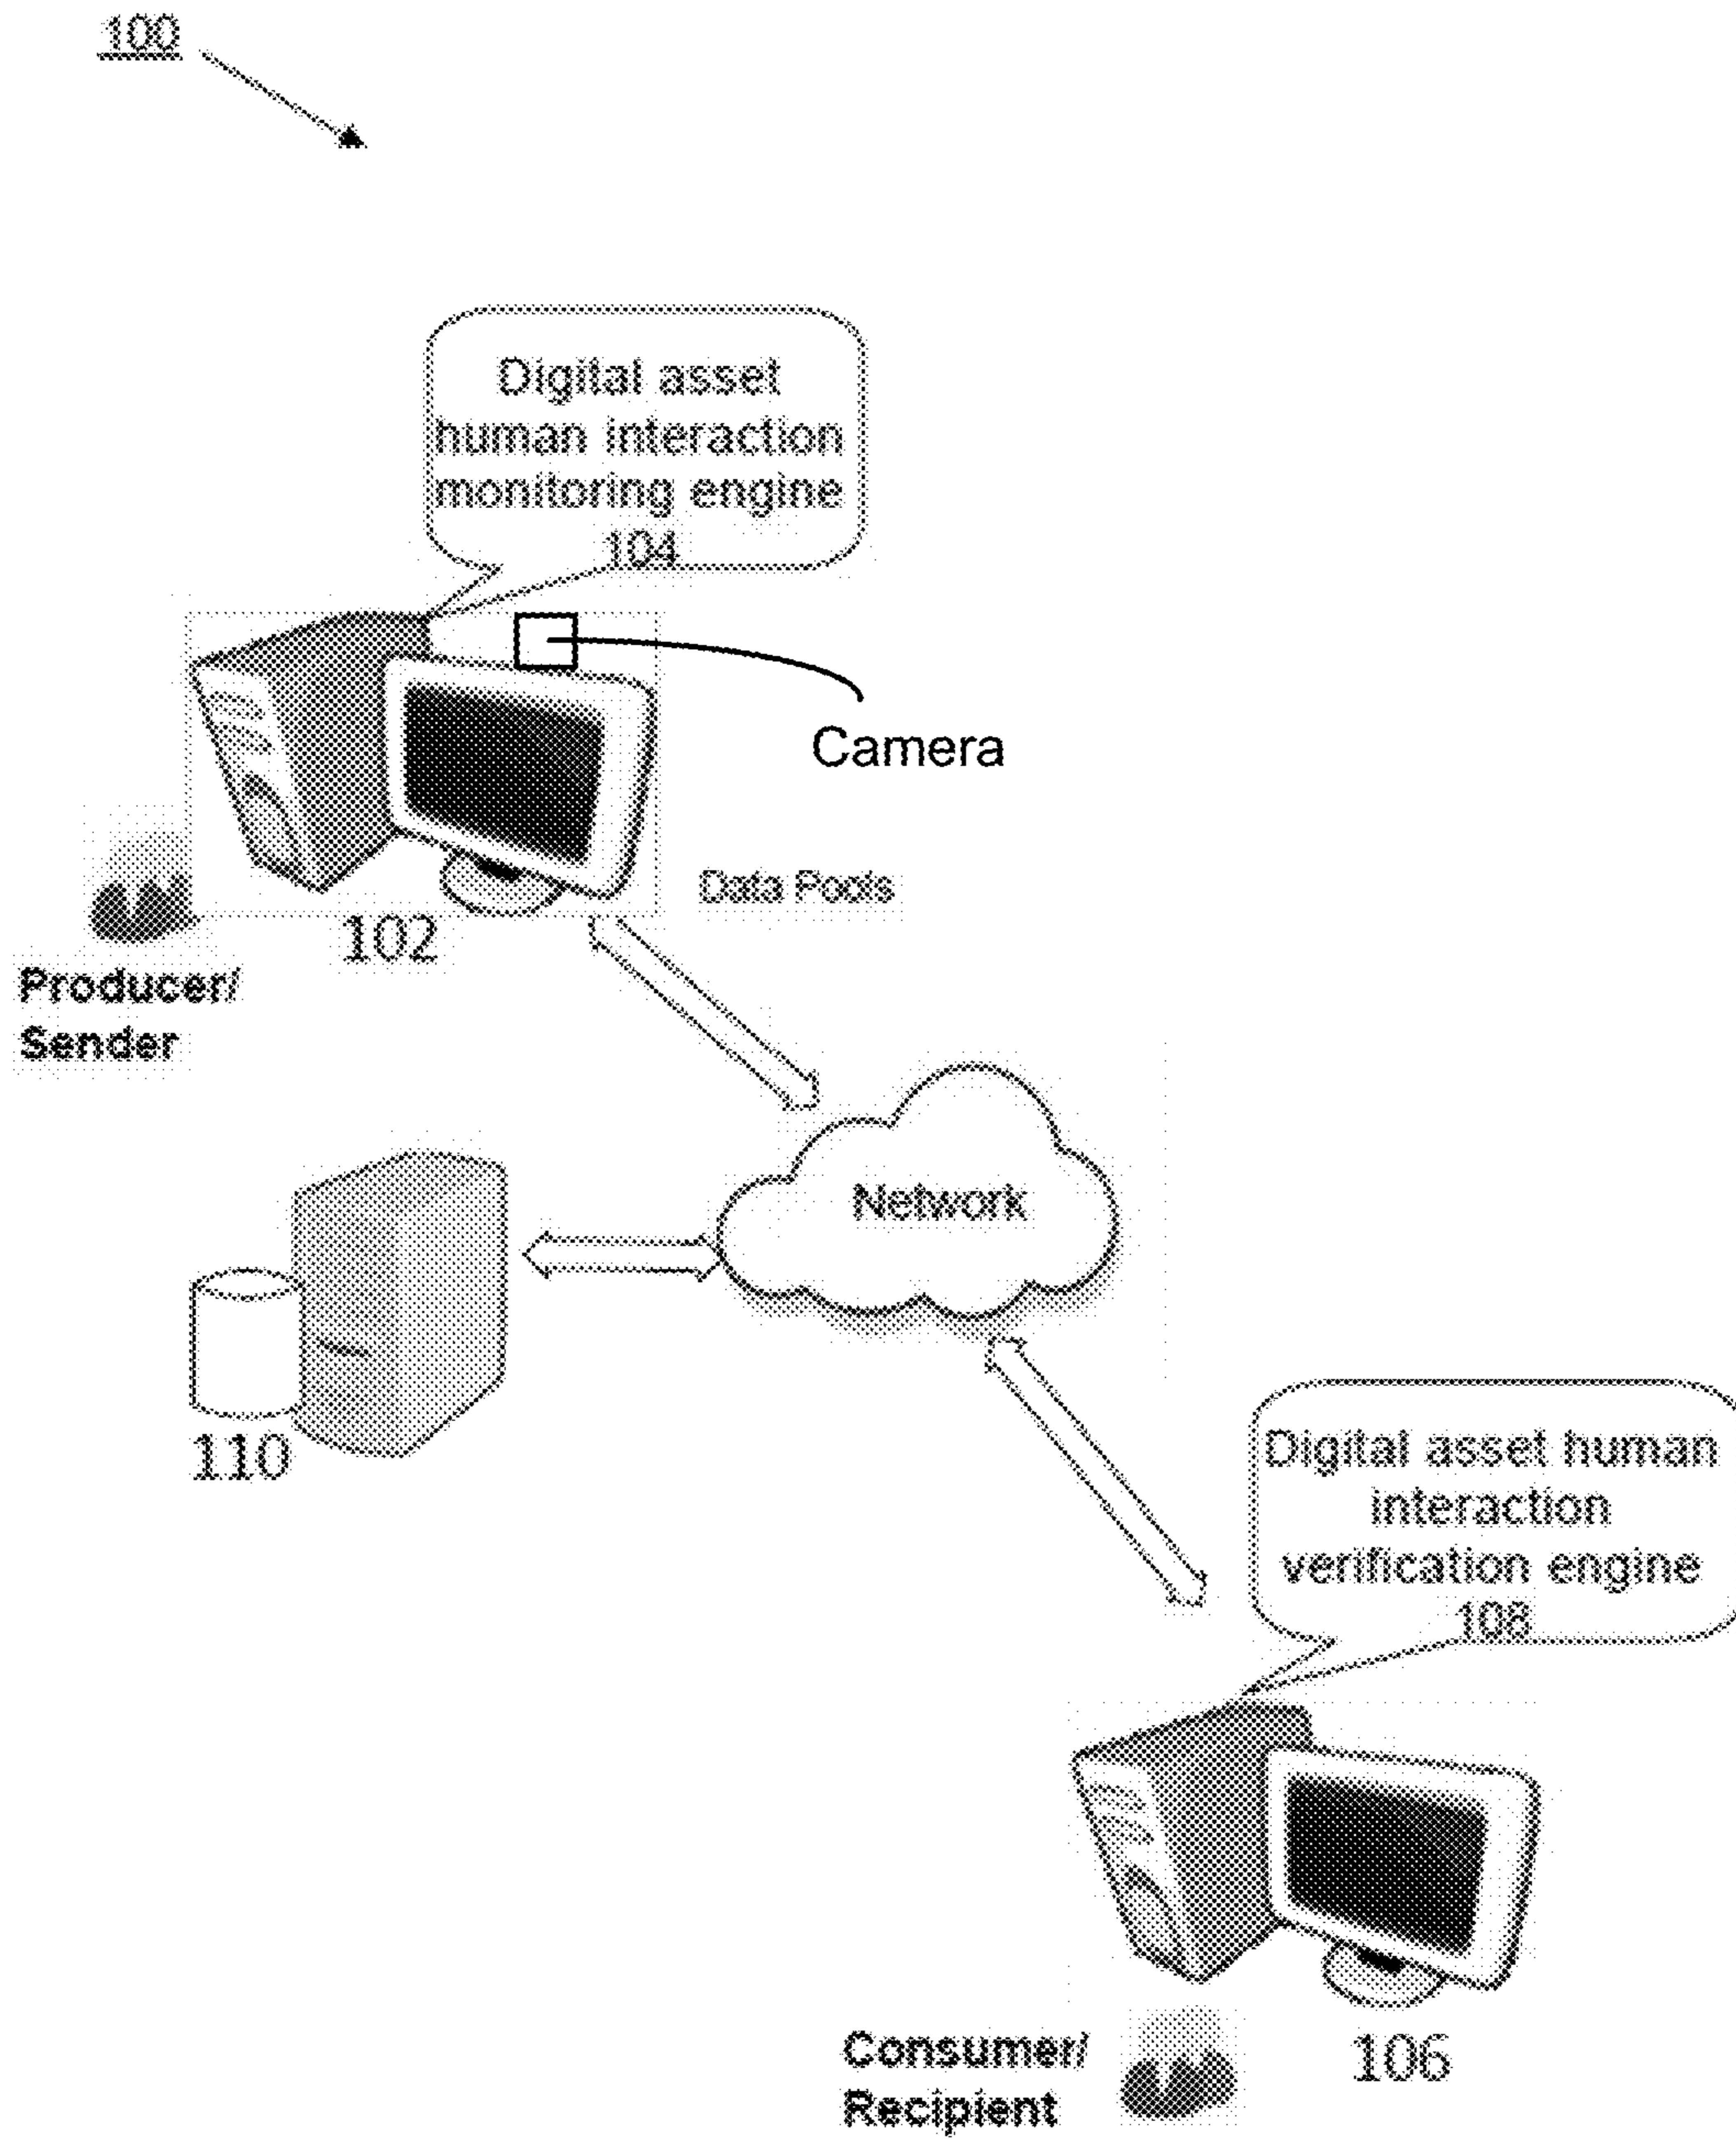 100
Digital asset
human interaction
monitoring engine
104
Camera
Data Pools
102
Producer/
Sender
Network
110
Digital asset human
interaction
verification engine
108
106
Consumer/
Recipient